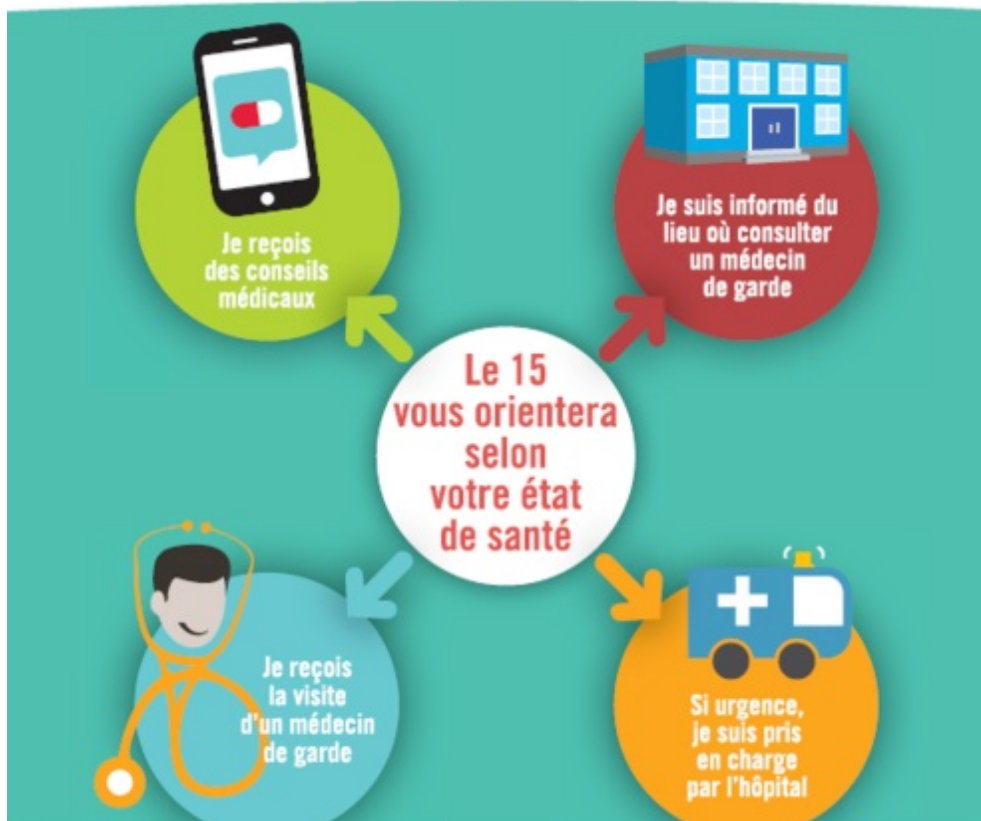 Je reçois
des conseils
médicaux
Je suis informé du
lieu où consulter
un médecin
de garde
Le 15
vous orientera
selon
votre état
de santé
Je reçois
la visite
d'un médecin
de garde
Si urgence,
je suis pris
en charge
par l'hôpital